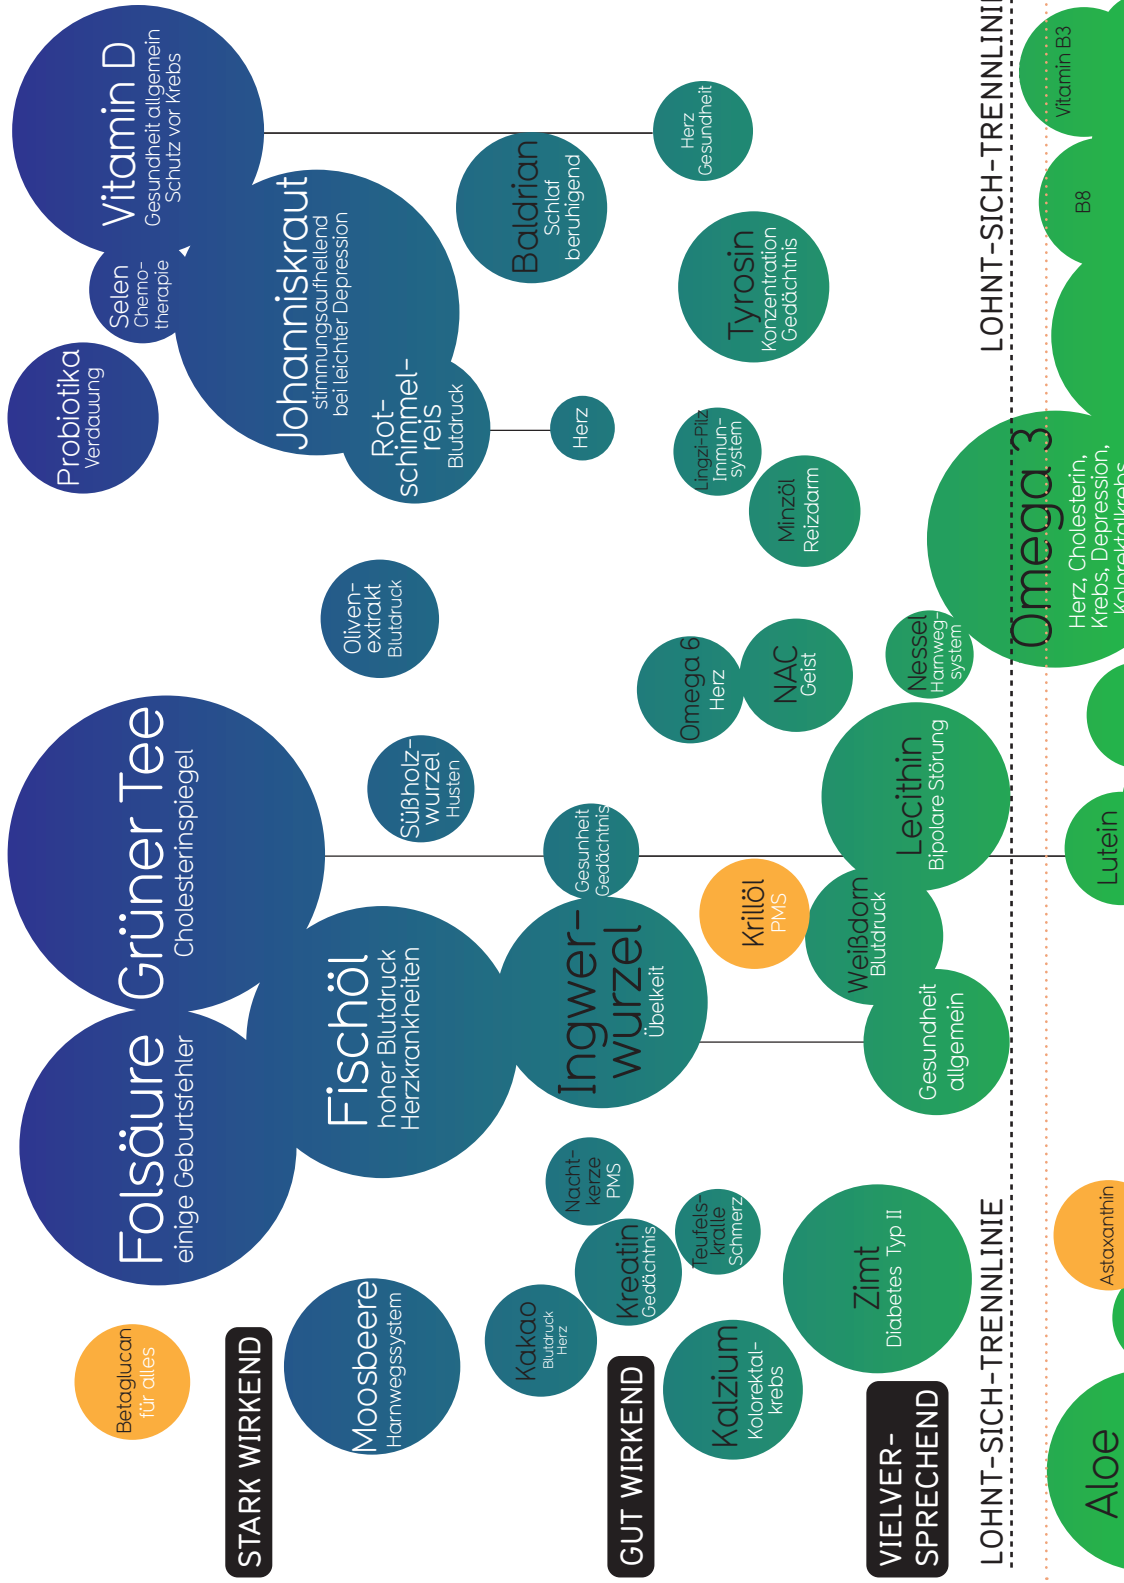 Betaglucan
für alles
Folsäure
einige Geburtsfehler
Grüner Tee
Cholesterinspiegel
Probiotika
Verdauung
Selen
Chemo-
therapie
Vitamin D
Gesundheit allgemein
Schutz vor Krebs
STARK WIRKEND
Moosbeere
Harnwegssystem
Fischöl
hoher Blutdruck
Herzkrankheiten
Süßholz-
wurzel
Husten
Oliven-
extrakt
Blutdruck
Rot-
schimmel-
reis
Blutdruck
Johanniskraut
stimmungsaufhellend
bei leichter Depression
Kakao
Blutdruck
Herz
Nacht-
kerze
PMS
Kreatin
Gedächtnis
Ingwer-
wurzel
Übelkeit
Gesunheit
Gedächtnis
Herz
Baldrian
Schlaf
beruhigend
GUT WIRKEND
Kalzium
Kolorektal-
krebs
Teufels-
kralle
Schmerz
Krillöl
PMS
Omega 6
Herz
NAC
Geist
Lingzi-Pilz
Immun-
system
Minzöl
Reizdarm
Tyrosin
Konzentration
Gedächtnis
Herz
Gesundheit
VIELVER-
SPRECHEND
Zimt
Diabetes Typ II
Gesundheit
allgemein
Weißdorn
Blutdruck
Lecithin
Bipolare Störung
Nessel
Harnweg-
system
LOHNT-SICH-TRENNLINIE
LOHNT-SICH-TRENNLINIE
Aloe
Astaxanthin
Lutein
Omega 3
Herz, Cholesterin,
Krebs, Depression,
Kolorektalkrebs
B8
Vitamin B3